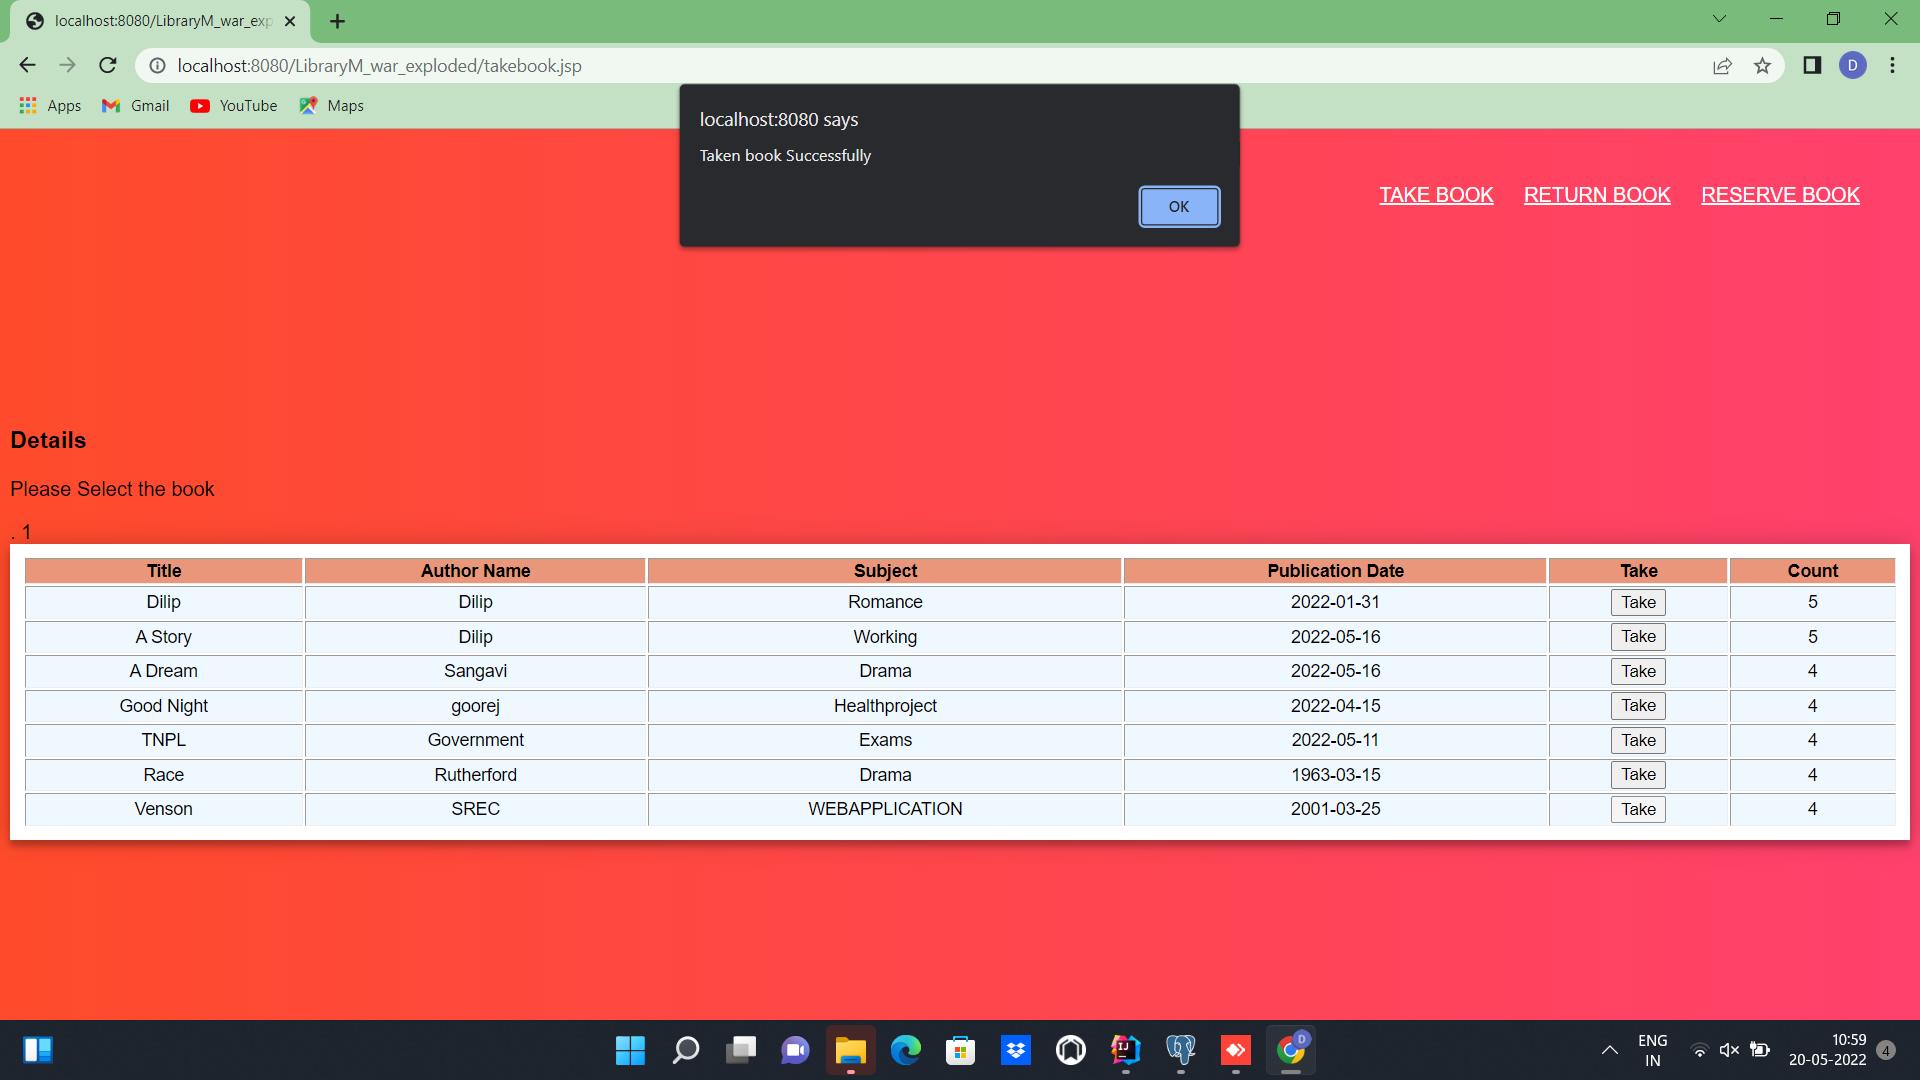 localhost:8080/LibraryM_war_exp
localhost:8080/LibraryM_war_exploded/takebook.jsp
D
Apps Gmail YouTube Maps
localhost:8080 says
Taken book Successfully
OK
TAKE BOOK RETURN BOOK RESERVE BOOK
Details
Please Select the book
. 1
Title Author Name Subject Publication Date Take Count
Dilip Dilip Romance 2022-01-31 Take 5
A Story Dilip Working 2022-05-16 Take 5
A Dream Sangavi Drama 2022-05-16 Take 4
Good Night goorej Healthproject 2022-04-15 Take 4
TNPL Government Exams 2022-05-11 Take 4
Race Rutherford Drama 1963-03-15 Take 4
Venson SREC WEBAPPLICATION 2001-03-25 Take 4
IJ D ENG 10:59
IN 20-05-2022 4